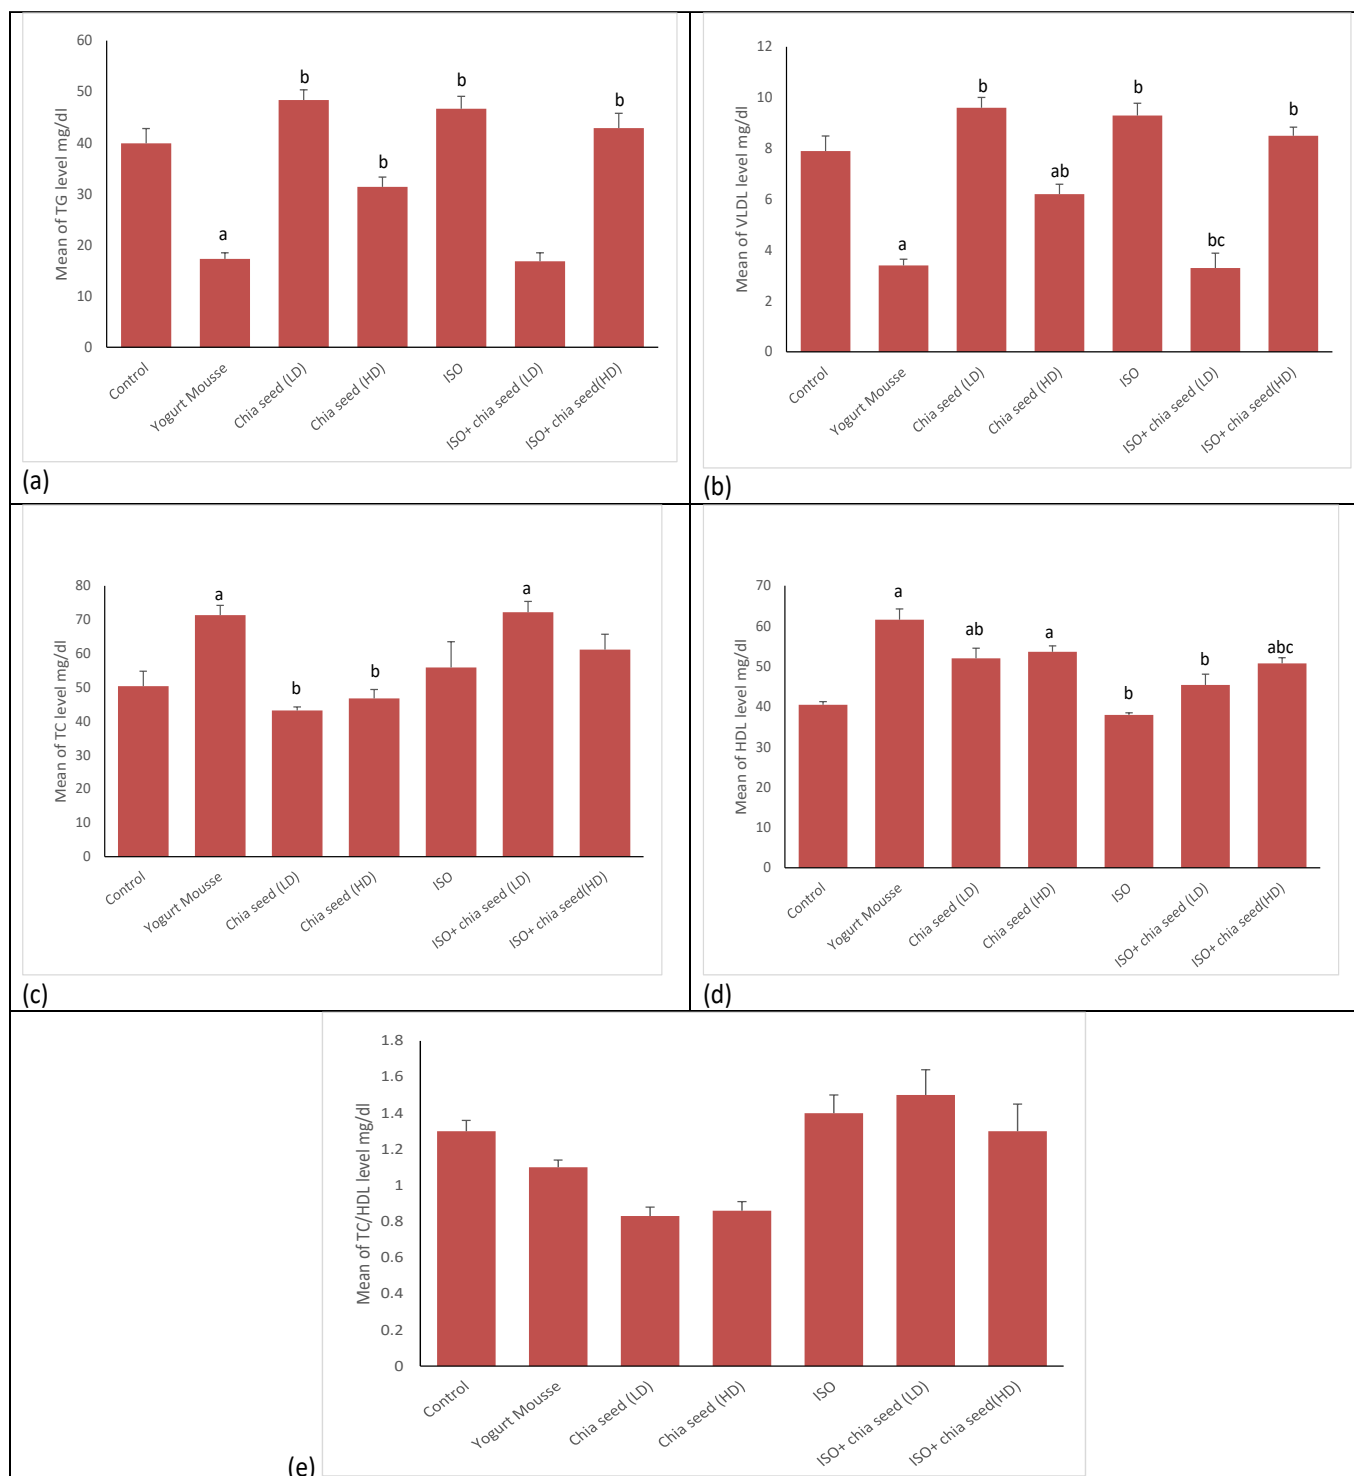 Mean of TG level mg/dl
60
50
40
30
20
10
0
a
b
b
b
b
Control
Yogurt Mousse
Chia seed (LD)
Chia seed (HD)
ISO
ISO+ chia seed (LD)
ISO+ chia seed(HD)
(a)
Mean of VLDL level mg/dl
12
10
8
6
4
2
0
a
b
ab
b
bc
b
Control
Yogurt Mousse
Chia seed (LD)
Chia seed (HD)
ISO
ISO+ chia seed (LD)
ISO+ chia seed(HD)
(b)
Mean of TC level mg/dl
80
70
60
50
40
30
20
10
0
a
b
b
a
Control
Yogurt Mousse
Chia seed (LD)
Chia seed (HD)
ISO
ISO+ chia seed (LD)
ISO+ chia seed(HD)
(c)
Mean of HDL level mg/dl
70
60
50
40
30
20
10
0
a
ab
a
b
b
abc
Control
Yogurt Mousse
Chia seed (LD)
Chia seed (HD)
ISO
ISO+ chia seed (LD)
ISO+ chia seed(HD)
(d)
Mean of TC/HDL level mg/dl
1.8
1.6
1.4
1.2
1
0.8
0.6
0.4
0.2
0
Control
Yogurt Mousse
Chia seed (LD)
Chia seed (HD)
ISO
ISO+ chia seed (LD)
ISO+ chia seed(HD)
(e)